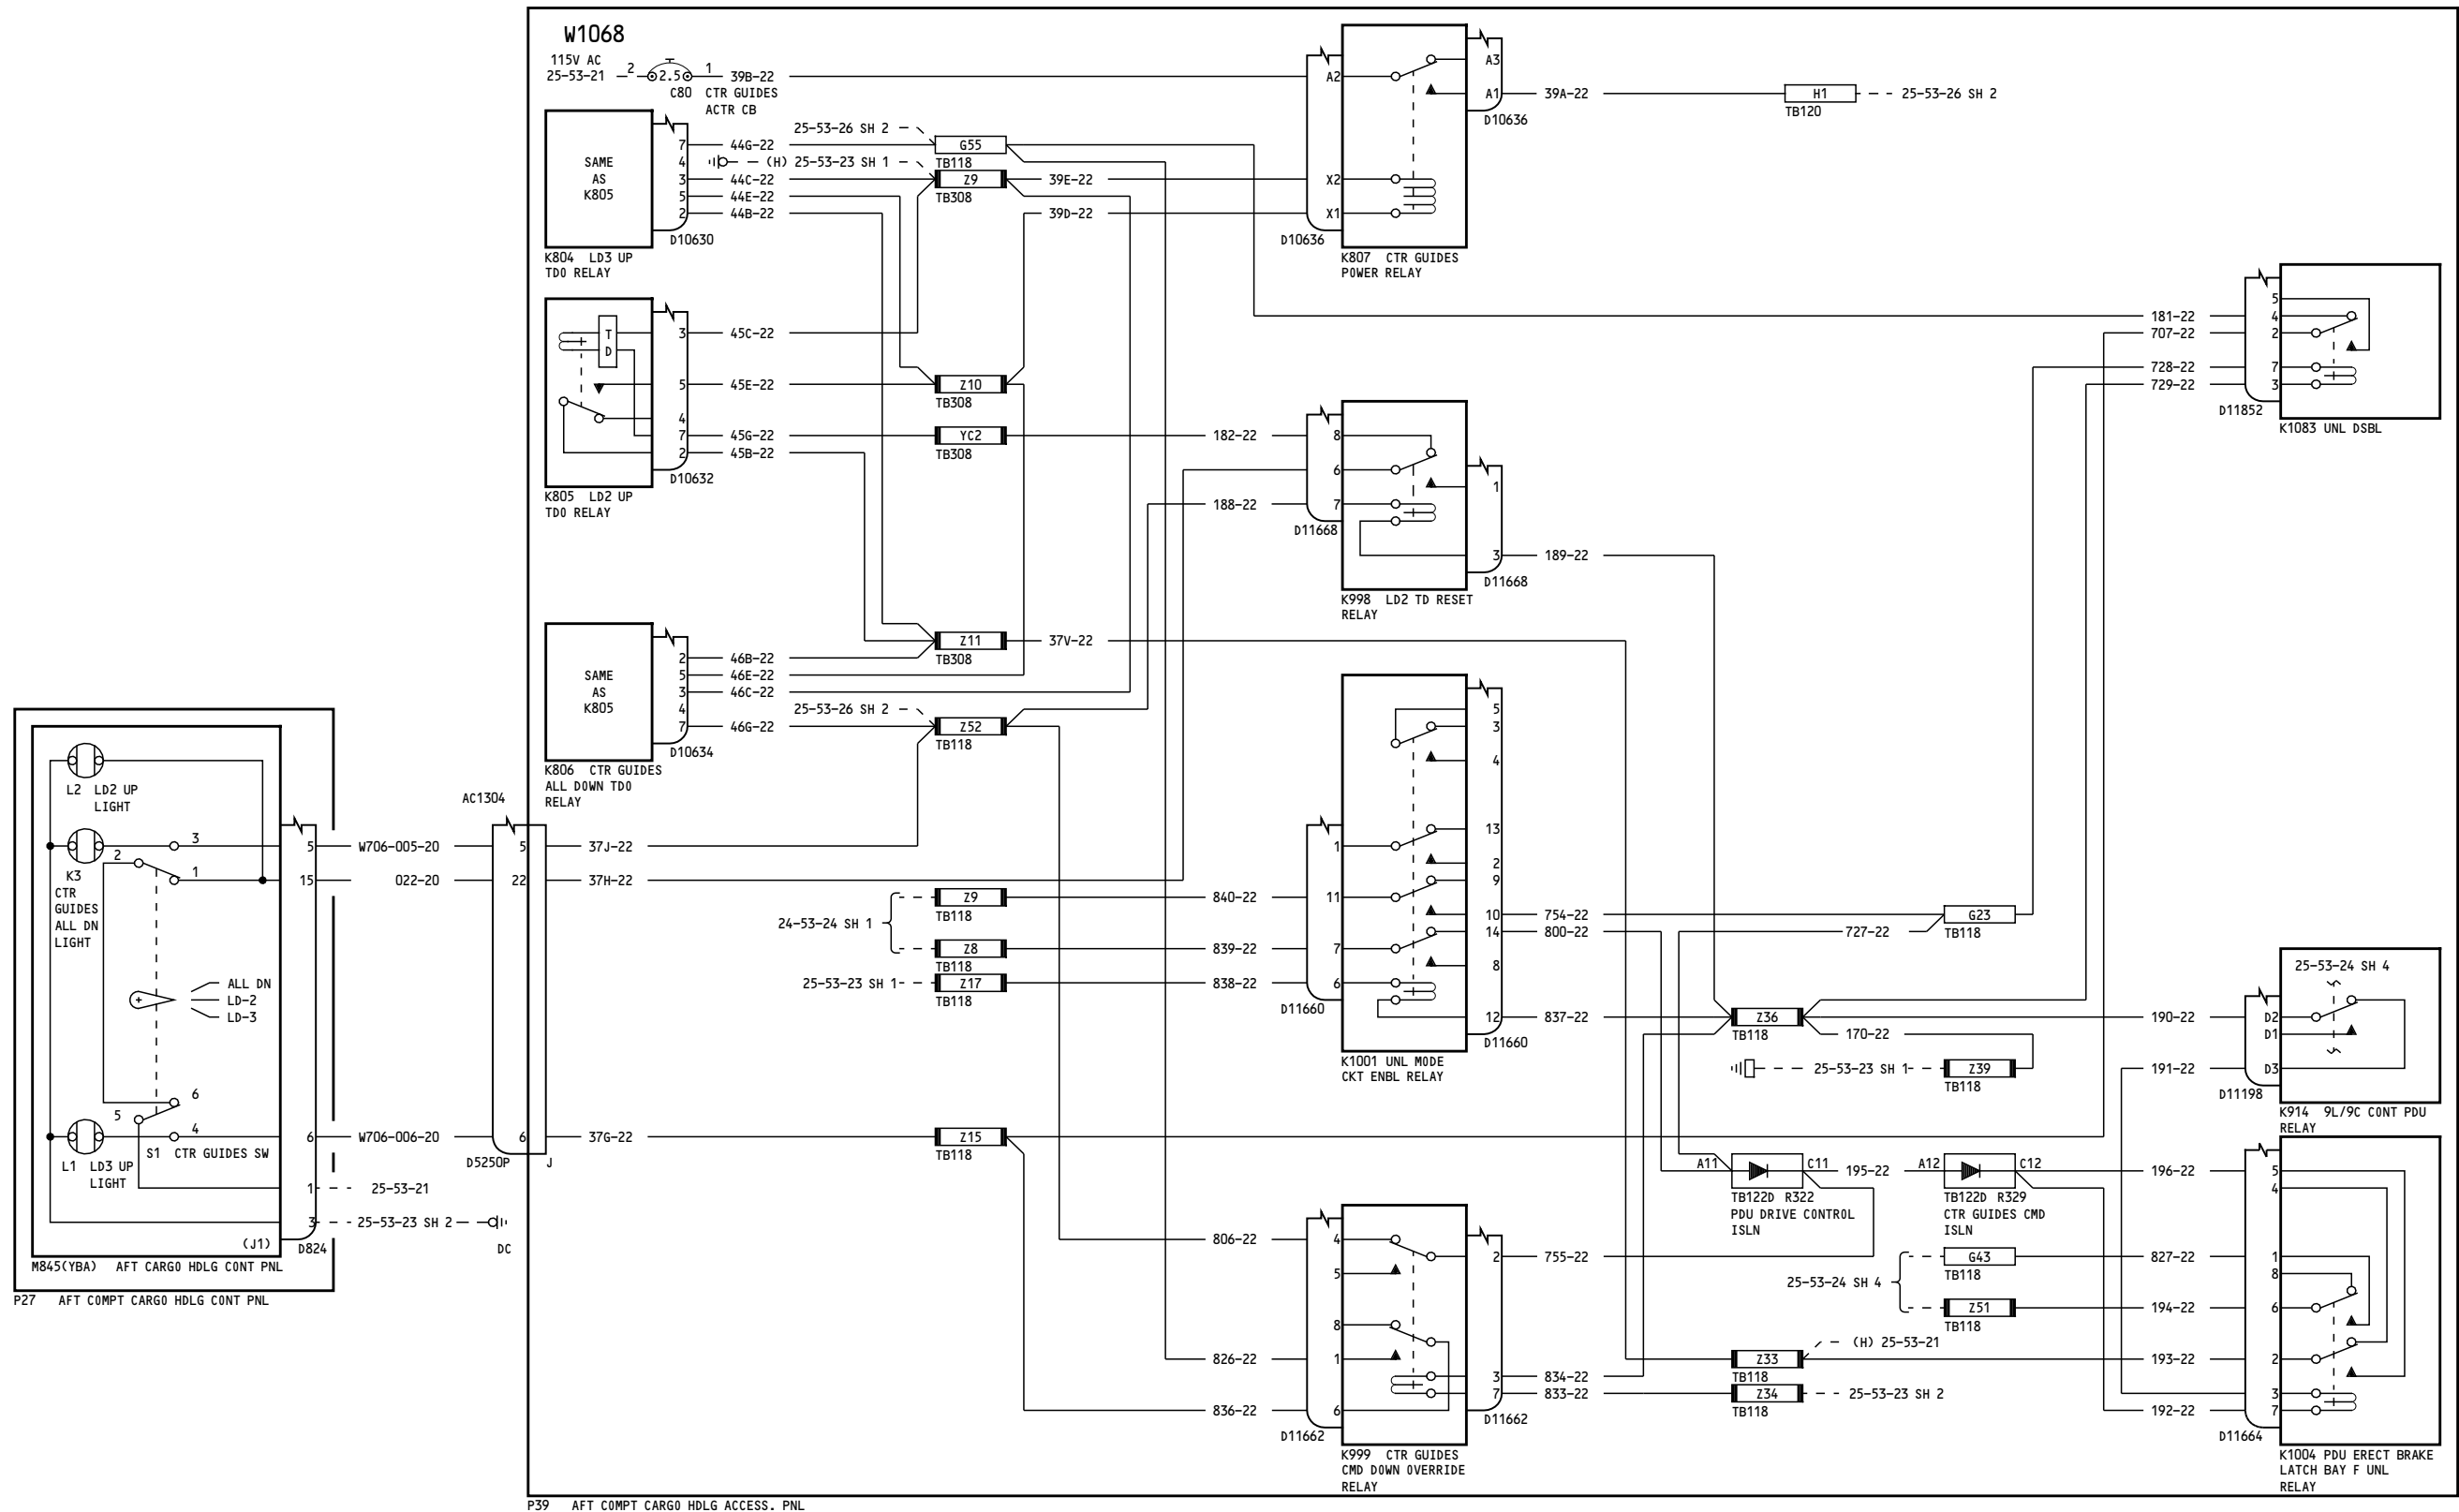 W1068
115V AC
25-53-21
2
2.5
1
39B-22
C80 CTR GUIDES
ACTR CB
SAME
AS
K805
7
4
3
5
2
44G-22
(H) 25-53-23 SH 1
44C-22
44E-22
44B-22
D10630
K804 LD3 UP
TDO RELAY
25-53-26 SH 2
G55
TB118
Z9
TB308
39E-22
39D-22
A2
X2
X1
D10636
A3
A1
D10636
K807 CTR GUIDES
POWER RELAY
39A-22
H1
TB120
25-53-26 SH 2
T
D
3
5
4
7
2
45C-22
45E-22
45G-22
45B-22
D10632
K805 LD2 UP
TDO RELAY
Z10
TB308
YC2
TB308
182-22
188-22
8
6
7
D11668
1
3
D11668
K998 LD2 TD RESET
RELAY
189-22
181-22
707-22
728-22
729-22
5
4
2
7
3
D11852
K1083 UNL DSBL
Z11
TB308
37V-22
SAME
AS
K805
2
5
3
4
7
46B-22
46E-22
46C-22
25-53-26 SH 2
46G-22
Z52
TB118
D10634
K806 CTR GUIDES
ALL DOWN TDO
RELAY
L2 LD2 UP
LIGHT
K3
CTR
GUIDES
ALL DN
LIGHT
3
2
1
ALL DN
LD-2
LD-3
6
5
4
S1 CTR GUIDES SW
L1 LD3 UP
LIGHT
5
15
6
1
3
(J1)
D824
M845(YBA) AFT CARGO HDLG CONT PNL
P27 AFT COMPT CARGO HDLG CONT PNL
W706-005-20
022-20
W706-006-20
25-53-21
25-53-23 SH 2
DC
AC1304
5
22
6
D5250P
J
37J-22
37H-22
37G-22
24-53-24 SH 1
Z9
TB118
Z8
TB118
25-53-23 SH 1
Z17
TB118
840-22
839-22
838-22
1
11
7
6
D11660
5
3
4
13
2
9
10
14
8
12
D11660
K1001 UNL MODE
CKT ENBL RELAY
754-22
800-22
837-22
727-22
G23
TB118
Z36
TB118
170-22
25-53-23 SH 1
Z39
TB118
190-22
191-22
25-53-24 SH 4
D2
D1
D3
D11198
K914 9L/9C CONT PDU
RELAY
Z15
TB118
A11
C11
195-22
A12
C12
196-22
TB122D R322
PDU DRIVE CONTROL
ISLN
TB122D R329
CTR GUIDES CMD
ISLN
806-22
826-22
836-22
4
5
8
1
6
D11662
2
3
7
D11662
K999 CTR GUIDES
CMD DOWN OVERRIDE
RELAY
755-22
834-22
833-22
25-53-24 SH 4
G43
TB118
Z51
TB118
827-22
194-22
(H) 25-53-21
Z33
TB118
193-22
Z34
TB118
25-53-23 SH 2
192-22
5
4
1
8
6
2
3
7
D11664
K1004 PDU ERECT BRAKE
LATCH BAY F UNL
RELAY
P39 AFT COMPT CARGO HDLG ACCESS. PNL